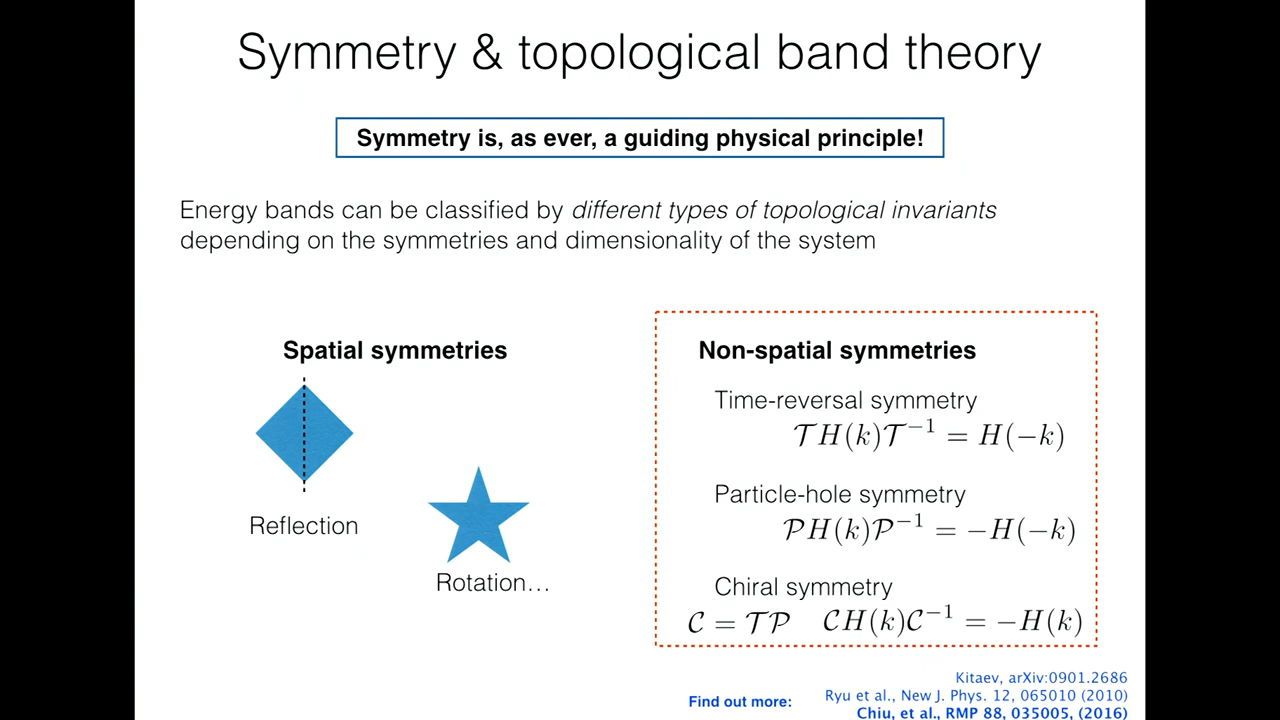 Symmetry & topological band theory
Symmetry is, as ever, a guiding physical principle!
Energy bands can be classified by different types of topological invariants
depending on the symmetries and dimensionality of the system
Spatial symmetries
Reflection
Rotation…
Non-spatial symmetries
Time-reversal symmetry
𝒯H(k)𝒯⁻¹ = H(−k)
Particle-hole symmetry
𝒫H(k)𝒫⁻¹ = −H(−k)
Chiral symmetry
𝒞 = 𝒯𝒫 𝒞H(k)𝒞⁻¹ = −H(k)
Find out more:
Kitaev, arXiv:0901.2686
Ryu et al., New J. Phys. 12, 065010 (2010)
Chiu, et al., RMP 88, 035005, (2016)